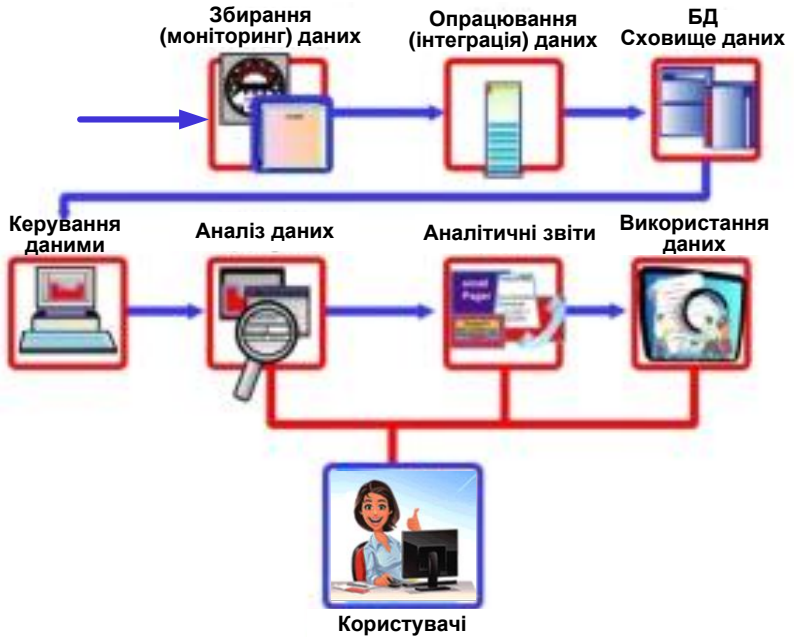 Збирання
(моніторинг) даних
Опрацювання
(інтеграція) даних
БД
Сховище даних
Керування
даними
Аналіз даних
Аналітичні звіти
Використання
даних
Користувачі